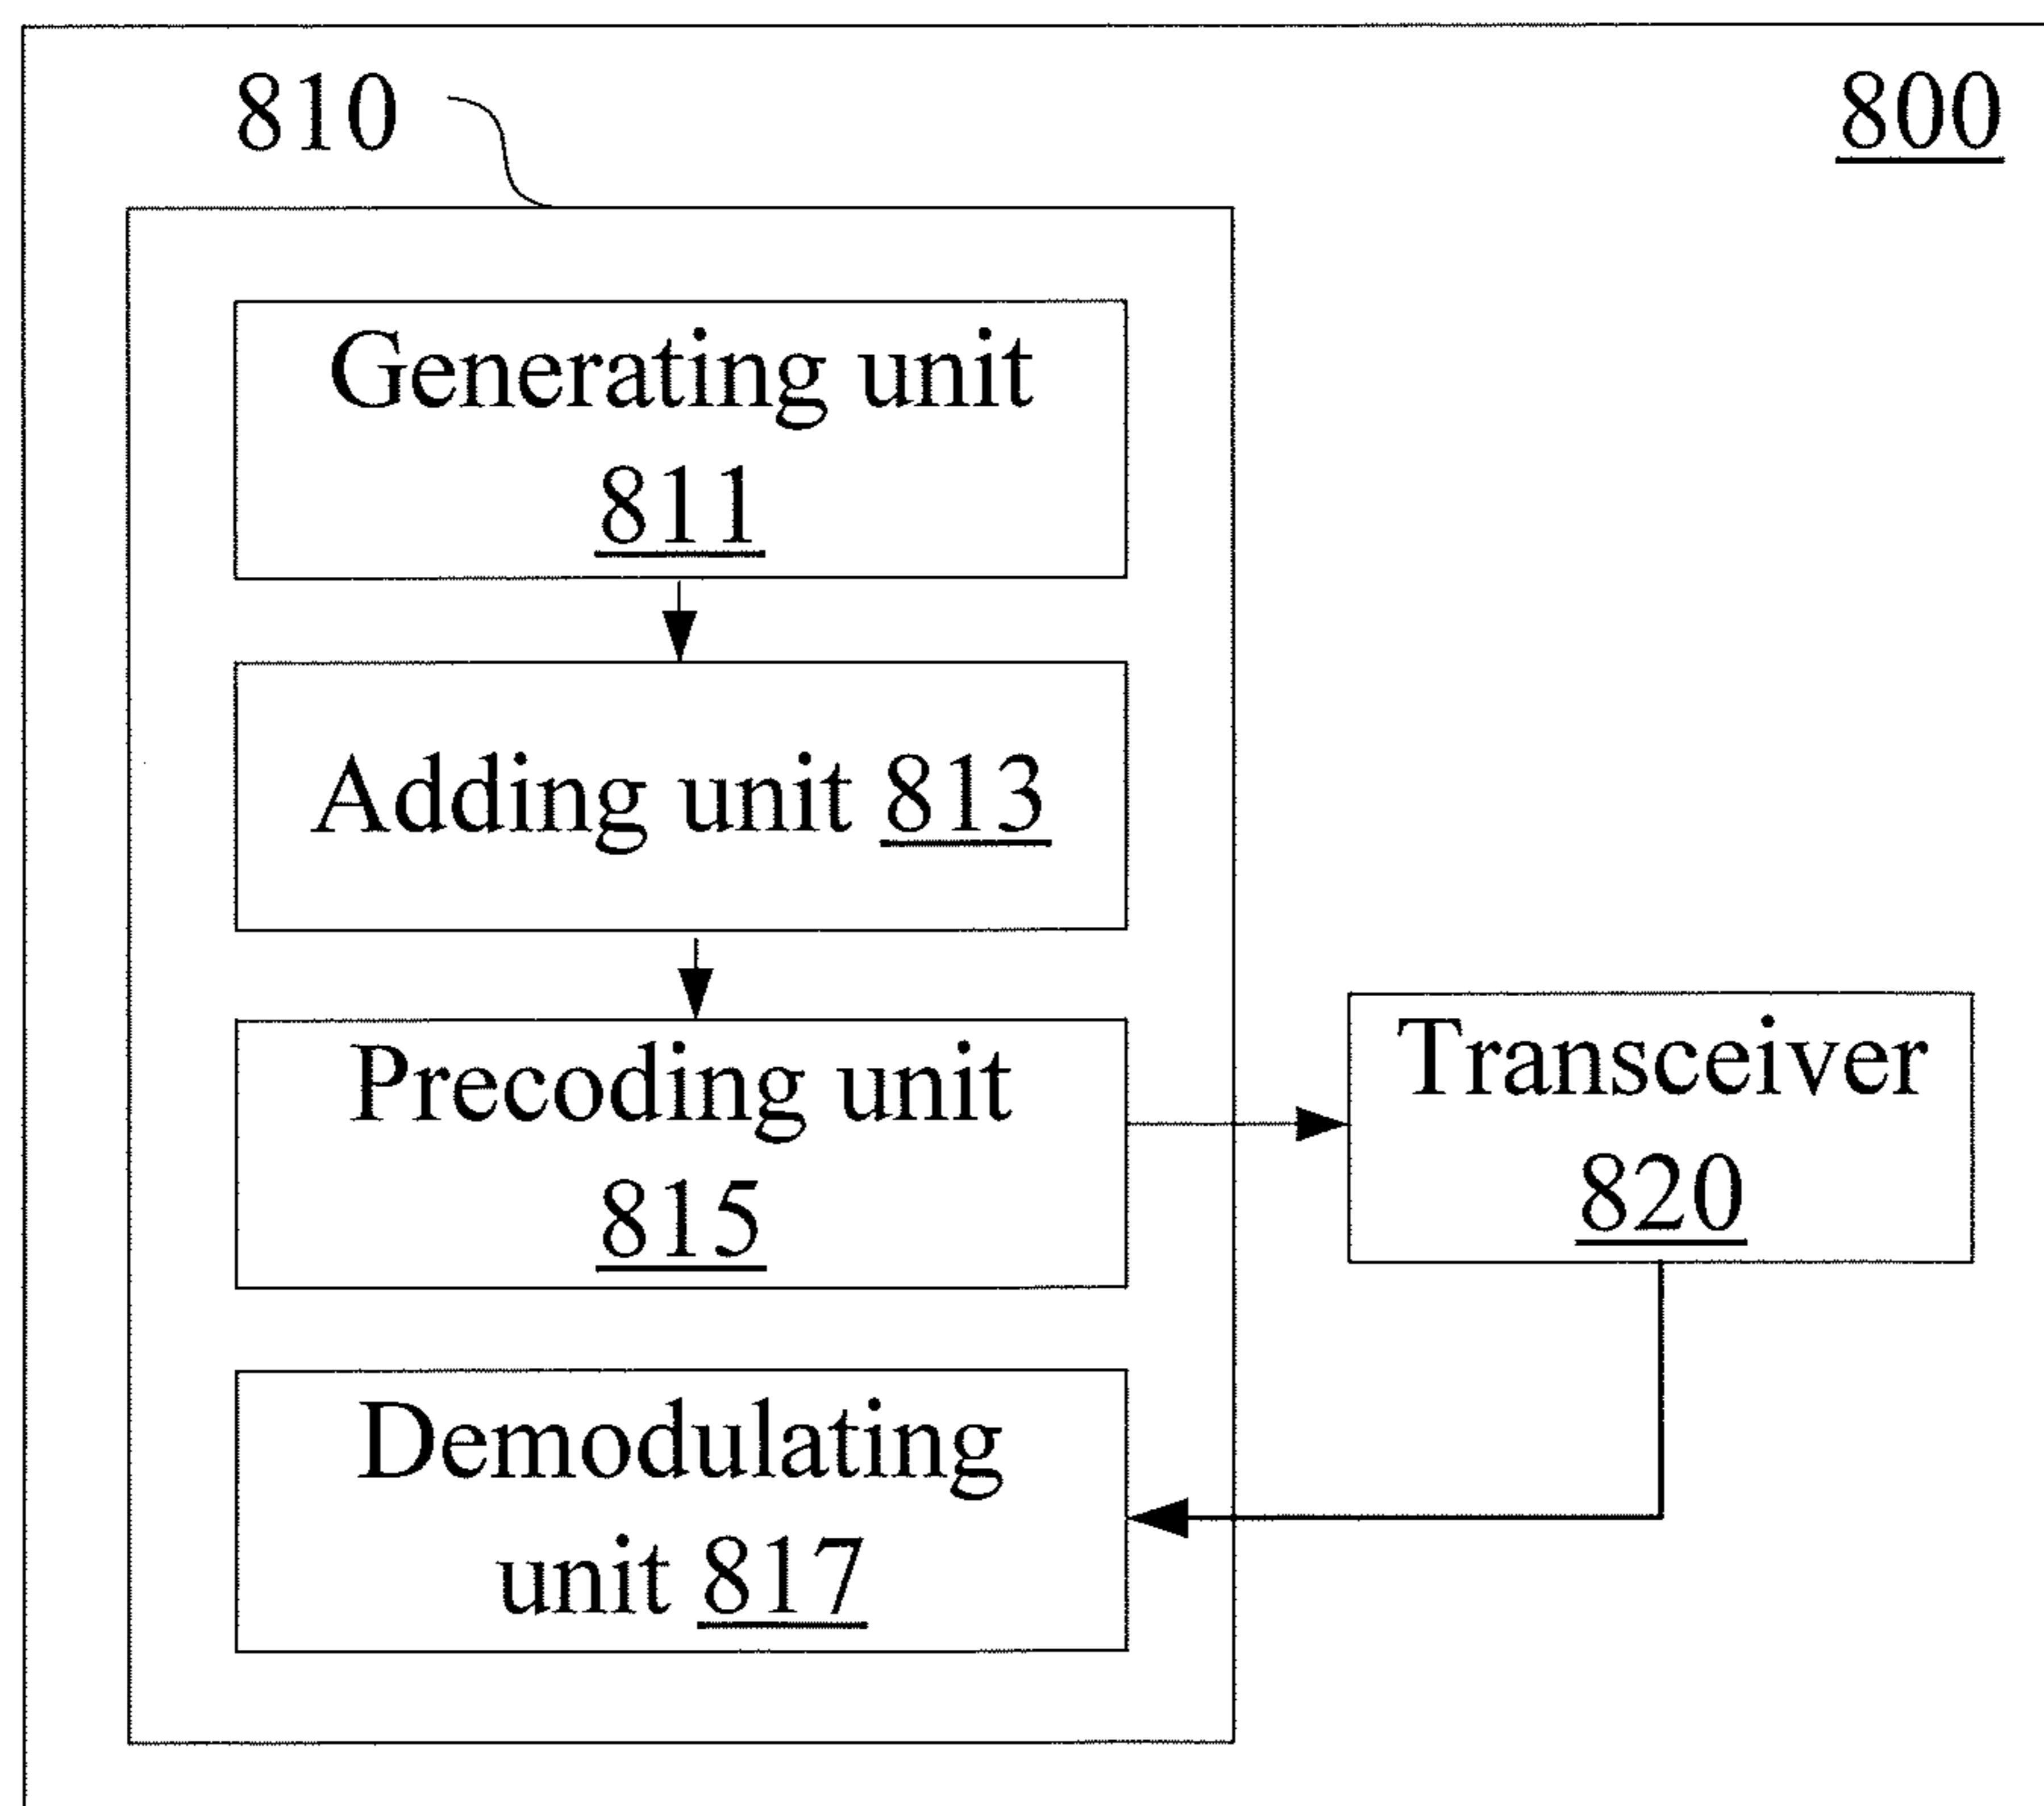 810
800
Generating unit
811
Adding unit 813
Precoding unit
815
Transceiver
820
Demodulating
unit 817